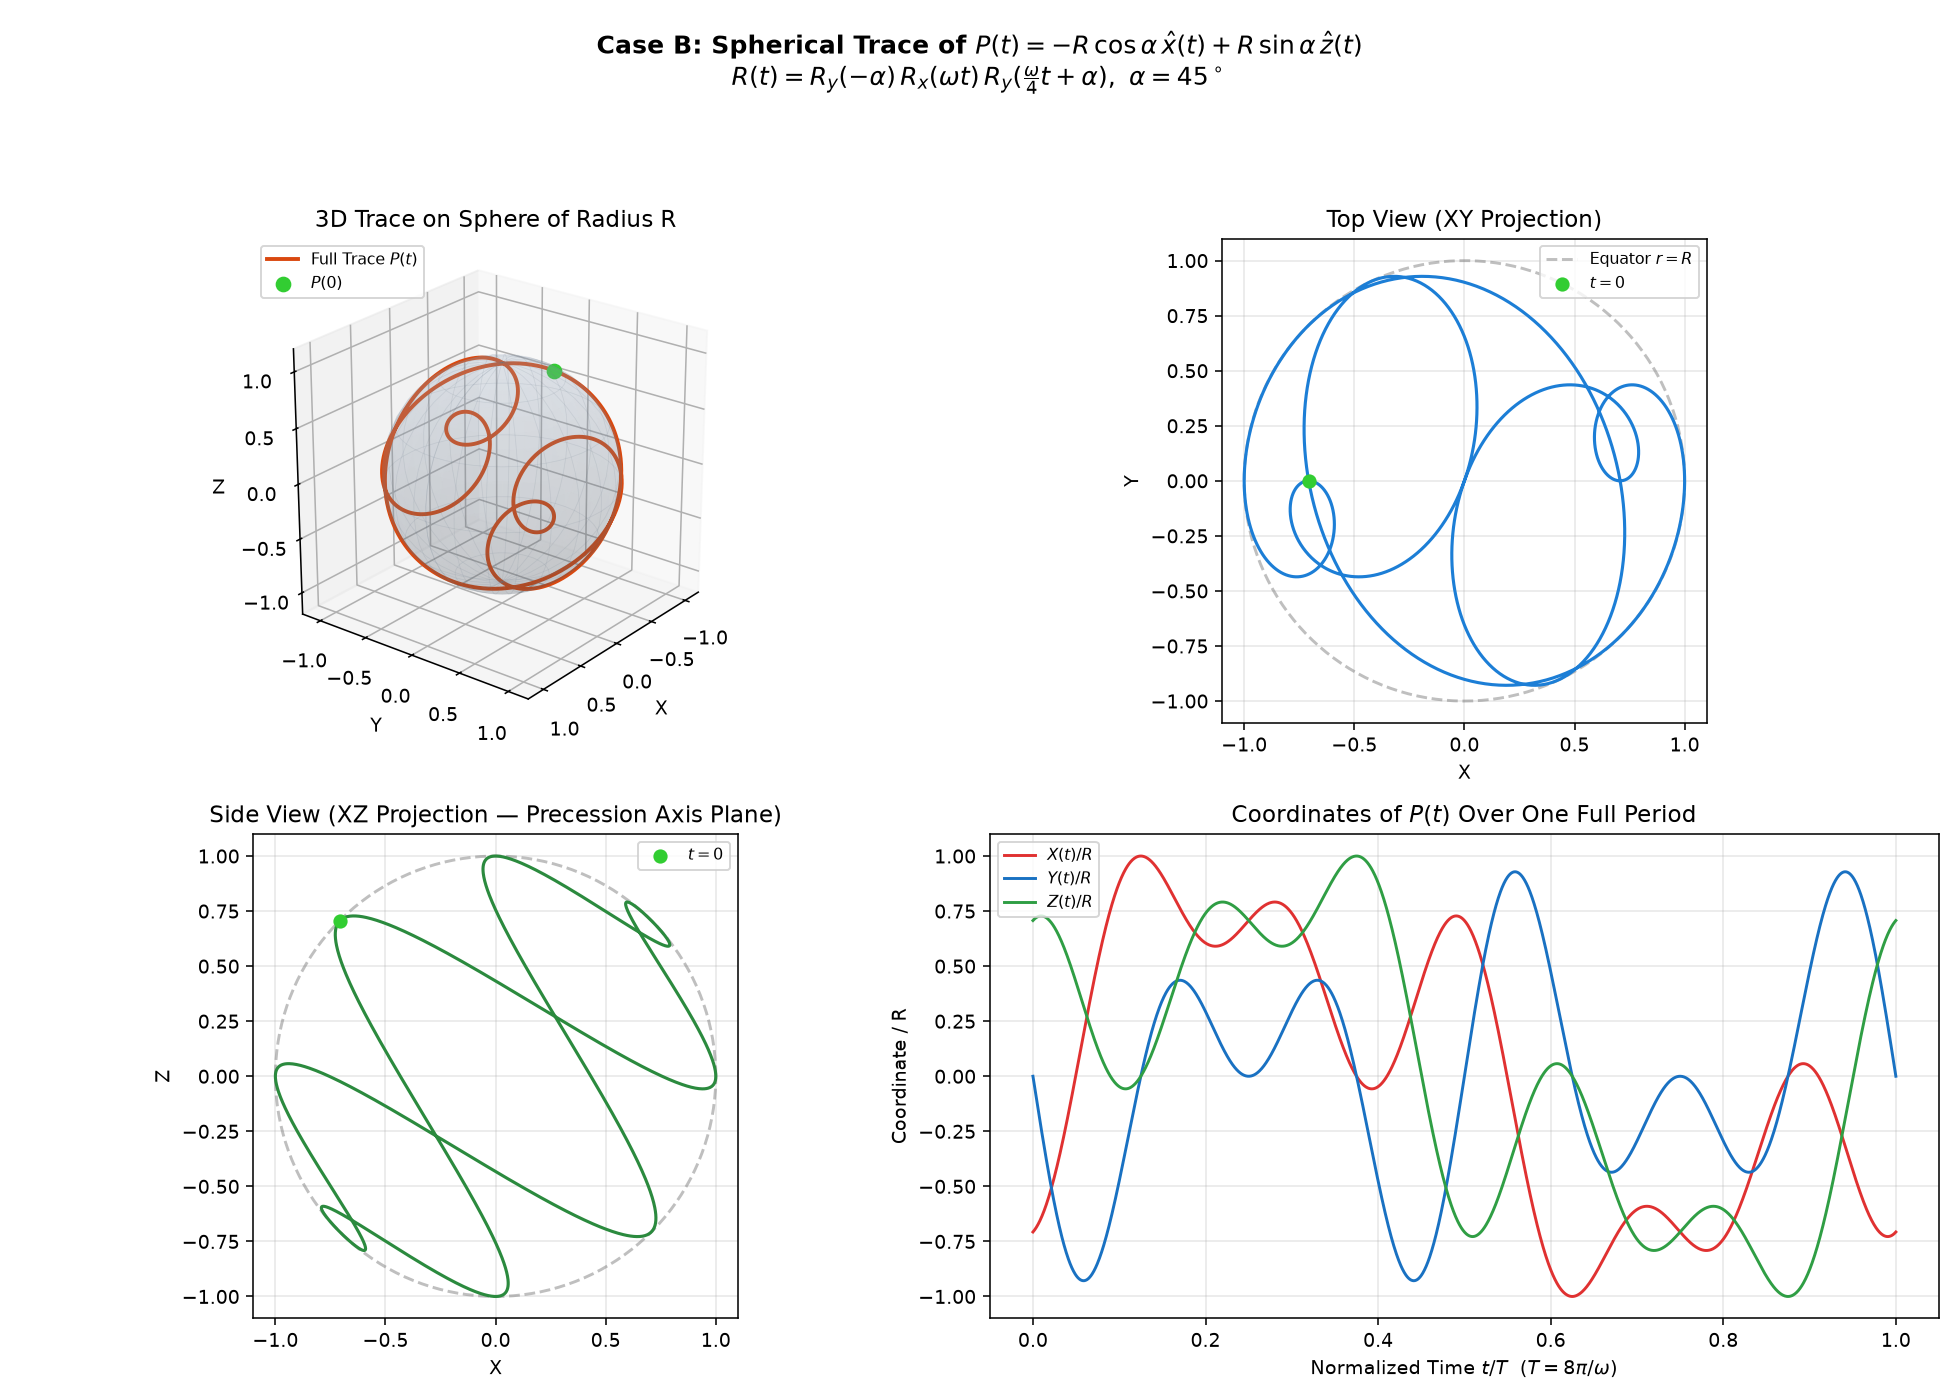 Case B: Spherical Trace of P(t) = −R cos α x̂(t) + R sin α ẑ(t)
R(t) = R_y(−α) R_x(ωt) R_y(ω/4 t + α), α = 45°
3D Trace on Sphere of Radius R
Full Trace P(t)
P(0)
Z
1.0
0.5
0.0
−0.5
−1.0
−1.0
−0.5
0.0
0.5
1.0
Y
−1.0
−0.5
0.0
0.5
1.0
X
Top View (XY Projection)
Equator r = R
t = 0
Y
1.00
0.75
0.50
0.25
0.00
−0.25
−0.50
−0.75
−1.00
−1.0 −0.5 0.0 0.5 1.0
X
Side View (XZ Projection — Precession Axis Plane)
t = 0
Z
1.00
0.75
0.50
0.25
0.00
−0.25
−0.50
−0.75
−1.00
−1.0 −0.5 0.0 0.5 1.0
X
Coordinates of P(t) Over One Full Period
X(t)/R
Y(t)/R
Z(t)/R
Coordinate / R
1.00
0.75
0.50
0.25
0.00
−0.25
−0.50
−0.75
−1.00
0.0 0.2 0.4 0.6 0.8 1.0
Normalized Time t/T (T = 8π/ω)